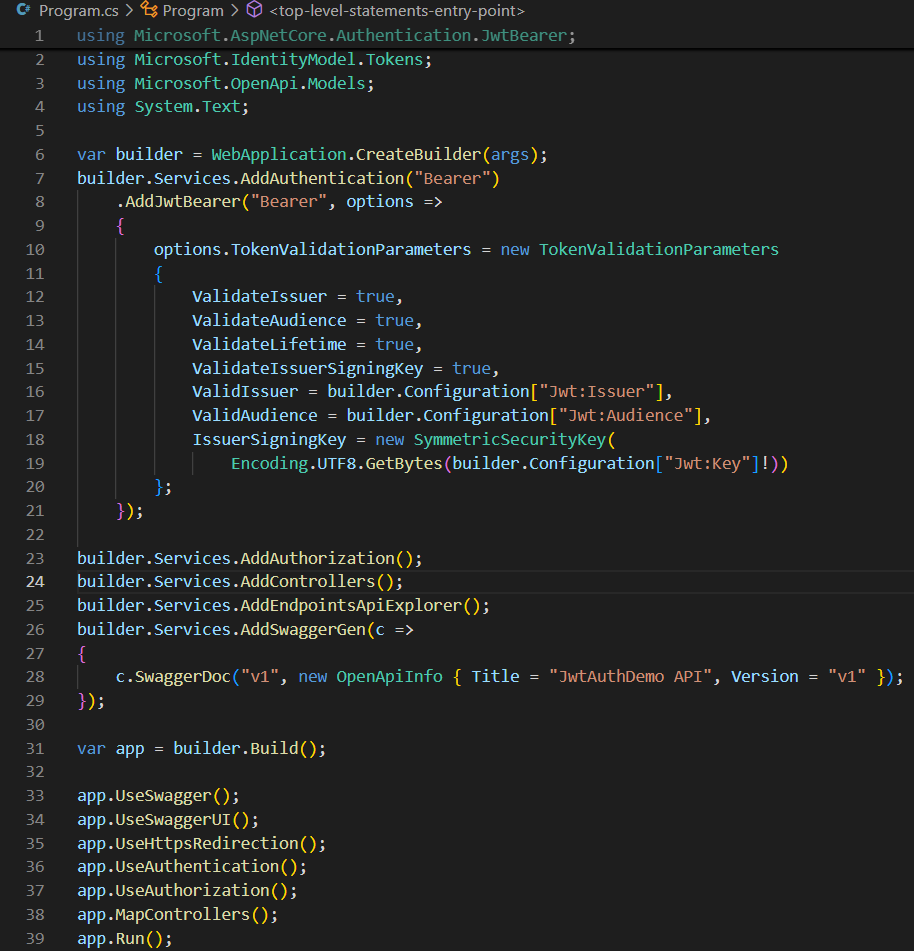 Program.cs > Program > <top-level-statements-entry-point>
1 using Microsoft.AspNetCore.Authentication.JwtBearer;
2 using Microsoft.IdentityModel.Tokens;
3 using Microsoft.OpenApi.Models;
4 using System.Text;
5
6 var builder = WebApplication.CreateBuilder(args);
7 builder.Services.AddAuthentication("Bearer")
8     .AddJwtBearer("Bearer", options =>
9     {
10         options.TokenValidationParameters = new TokenValidationParameters
11         {
12             ValidateIssuer = true,
13             ValidateAudience = true,
14             ValidateLifetime = true,
15             ValidateIssuerSigningKey = true,
16             ValidIssuer = builder.Configuration["Jwt:Issuer"],
17             ValidAudience = builder.Configuration["Jwt:Audience"],
18             IssuerSigningKey = new SymmetricSecurityKey(
19                 Encoding.UTF8.GetBytes(builder.Configuration["Jwt:Key"]!))
20         };
21     });
22
23 builder.Services.AddAuthorization();
24 builder.Services.AddControllers();
25 builder.Services.AddEndpointsApiExplorer();
26 builder.Services.AddSwaggerGen(c =>
27 {
28     c.SwaggerDoc("v1", new OpenApiInfo { Title = "JwtAuthDemo API", Version = "v1" });
29 });
30
31 var app = builder.Build();
32
33 app.UseSwagger();
34 app.UseSwaggerUI();
35 app.UseHttpsRedirection();
36 app.UseAuthentication();
37 app.UseAuthorization();
38 app.MapControllers();
39 app.Run();